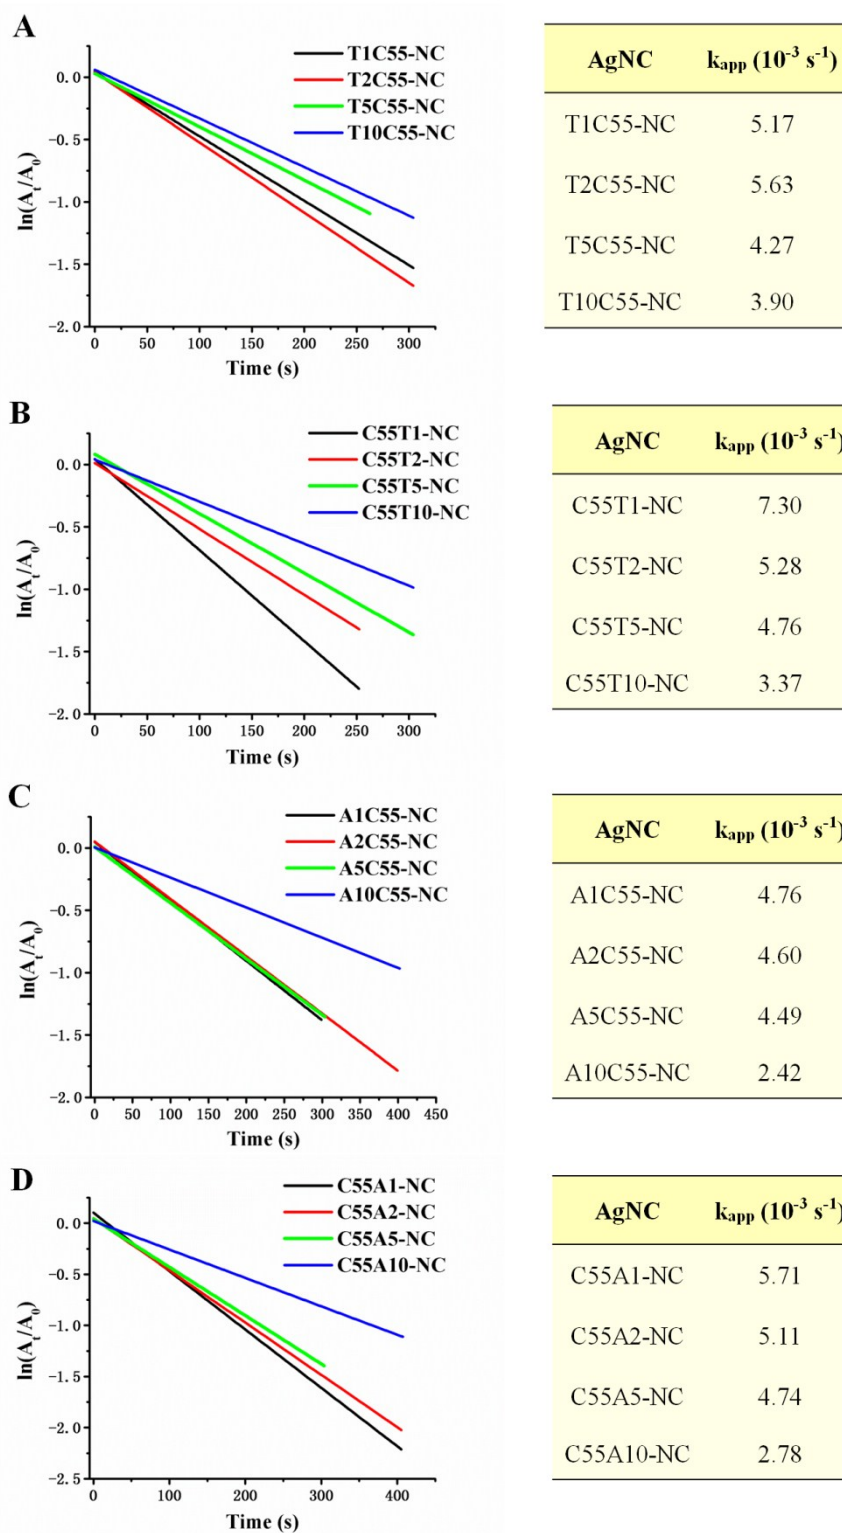 A
T1C55-NC
T2C55-NC
T5C55-NC
T10C55-NC
0.0
-0.5
-1.0
-1.5
-2.0
ln(At/A0)
0 50 100 150 200 250 300
Time (s)
AgNC kapp (10-3 s-1)
T1C55-NC 5.17
T2C55-NC 5.63
T5C55-NC 4.27
T10C55-NC 3.90
B
C55T1-NC
C55T2-NC
C55T5-NC
C55T10-NC
0.0
-0.5
-1.0
-1.5
-2.0
ln(At/A0)
0 50 100 150 200 250 300
Time (s)
AgNC kapp (10-3 s-1)
C55T1-NC 7.30
C55T2-NC 5.28
C55T5-NC 4.76
C55T10-NC 3.37
C
A1C55-NC
A2C55-NC
A5C55-NC
A10C55-NC
0.0
-0.5
-1.0
-1.5
-2.0
ln(At/A0)
0 50 100 150 200 250 300 350 400 450
Time (s)
AgNC kapp (10-3 s-1)
A1C55-NC 4.76
A2C55-NC 4.60
A5C55-NC 4.49
A10C55-NC 2.42
D
C55A1-NC
C55A2-NC
C55A5-NC
C55A10-NC
0.0
-0.5
-1.0
-1.5
-2.0
-2.5
ln(At/A0)
0 100 200 300 400
Time (s)
AgNC kapp (10-3 s-1)
C55A1-NC 5.71
C55A2-NC 5.11
C55A5-NC 4.74
C55A10-NC 2.78